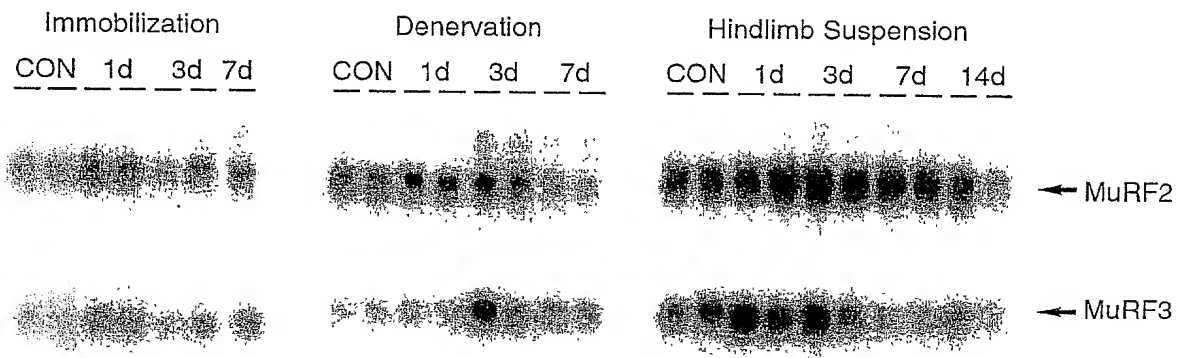 Immobilization Denervation Hindlimb Suspension
CON 1d 3d 7d CON 1d 3d 7d CON 1d 3d 7d 14d
MuRF2
MuRF3